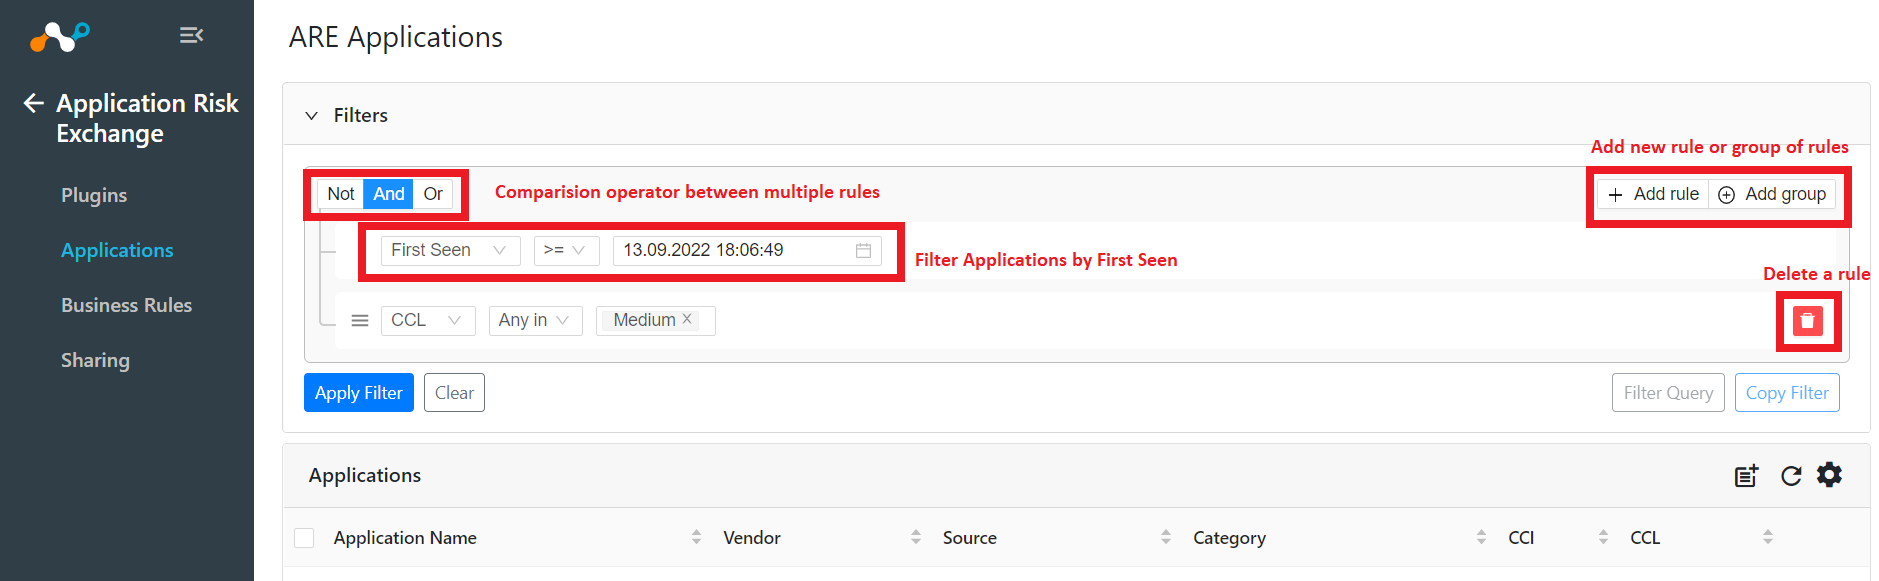 ARE Applications
Application Risk
Exchange
Plugins
Applications
Business Rules
Sharing
Filters
Add new rule or group of rules
Not And Or
Comparision operator between multiple rules
Add rule Add group
First Seen >= 13.09.2022 18:06:49
Filter Applications by First Seen
Delete a rule
CCL Any in Medium X
Apply Filter Clear Filter Query Copy Filter
Applications
Application Name Vendor Source Category CCI CCL